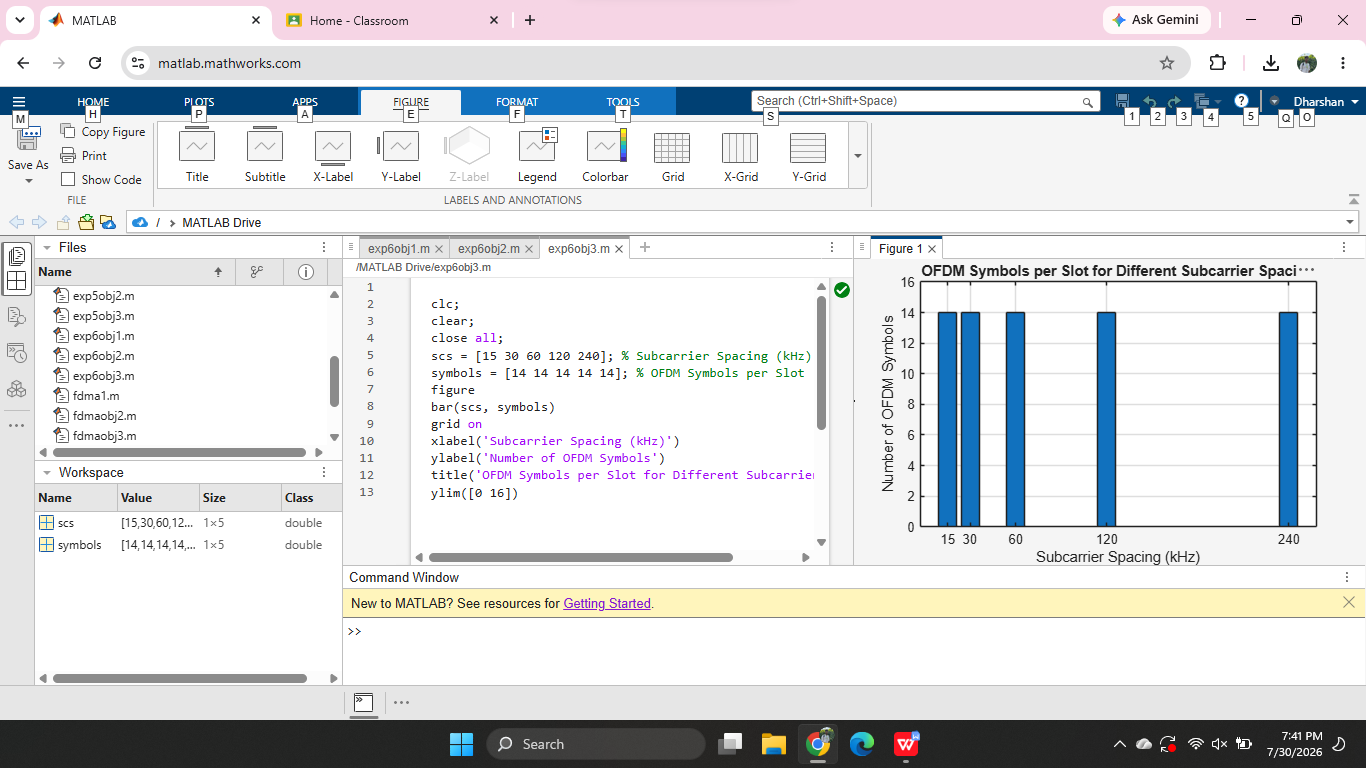 MATLAB
Home - Classroom
Ask Gemini
matlab.mathworks.com
HOME PLOTS APPS FIGURE FORMAT TOOLS
Search (Ctrl+Shift+Space)
Dharshan
M H P A E F T S 1 2 3 4 5 Q O
Save As
Copy Figure
Print
Show Code
FILE
Title Subtitle X-Label Y-Label Z-Label Legend Colorbar Grid X-Grid Y-Grid
LABELS AND ANNOTATIONS
/ MATLAB Drive
Files
Name
exp5obj2.m
exp5obj3.m
exp6obj1.m
exp6obj2.m
exp6obj3.m
fdma1.m
fdmaobj2.m
fdmaobj3.m
Workspace
Name Value Size Class
scs [15,30,60,12... 1×5 double
symbols [14,14,14,14,... 1×5 double
exp6obj1.m exp6obj2.m exp6obj3.m
/MATLAB Drive/exp6obj3.m
1
2 clc;
3 clear;
4 close all;
5 scs = [15 30 60 120 240]; % Subcarrier Spacing (kHz)
6 symbols = [14 14 14 14 14]; % OFDM Symbols per Slot
7 figure
8 bar(scs, symbols)
9 grid on
10 xlabel('Subcarrier Spacing (kHz)')
11 ylabel('Number of OFDM Symbols')
12 title('OFDM Symbols per Slot for Different Subcarrier
13 ylim([0 16])
Figure 1
OFDM Symbols per Slot for Different Subcarrier Spaci...
Number of OFDM Symbols
16
14
12
10
8
6
4
2
0
15 30 60 120 240
Subcarrier Spacing (kHz)
Command Window
New to MATLAB? See resources for Getting Started.
>>
Search
7:41 PM
7/30/2026